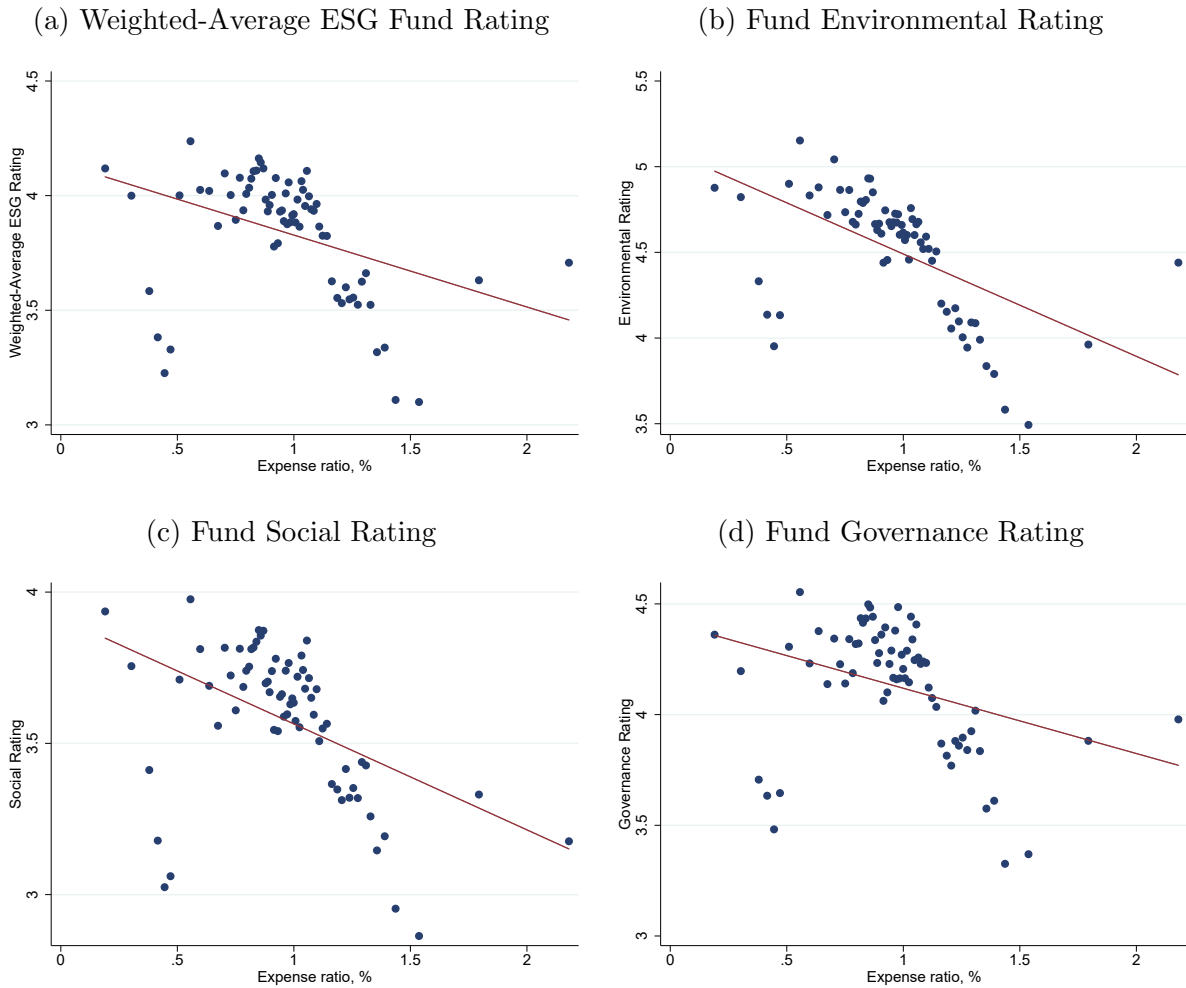 (a) Weighted-Average ESG Fund Rating
Weighted-Average ESG Rating
4.5
4
3.5
3
0 .5 1 1.5 2
Expense ratio, %
(b) Fund Environmental Rating
Environmental Rating
5.5
5
4.5
4
3.5
0 .5 1 1.5 2
Expense ratio, %
(c) Fund Social Rating
Social Rating
4
3.5
3
0 .5 1 1.5 2
Expense ratio, %
(d) Fund Governance Rating
Governance Rating
4.5
4
3.5
3
0 .5 1 1.5 2
Expense ratio, %